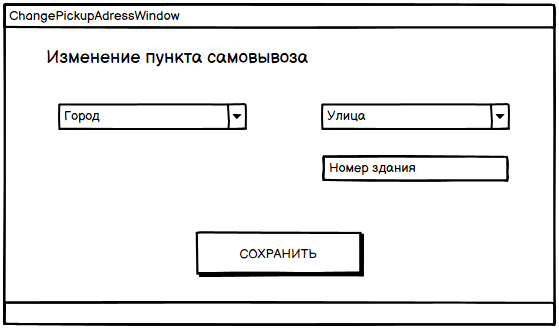 ChangePickupAdressWindow
Изменение пункта самовывоза
Город
Улица
Номер здания
СОХРАНИТЬ